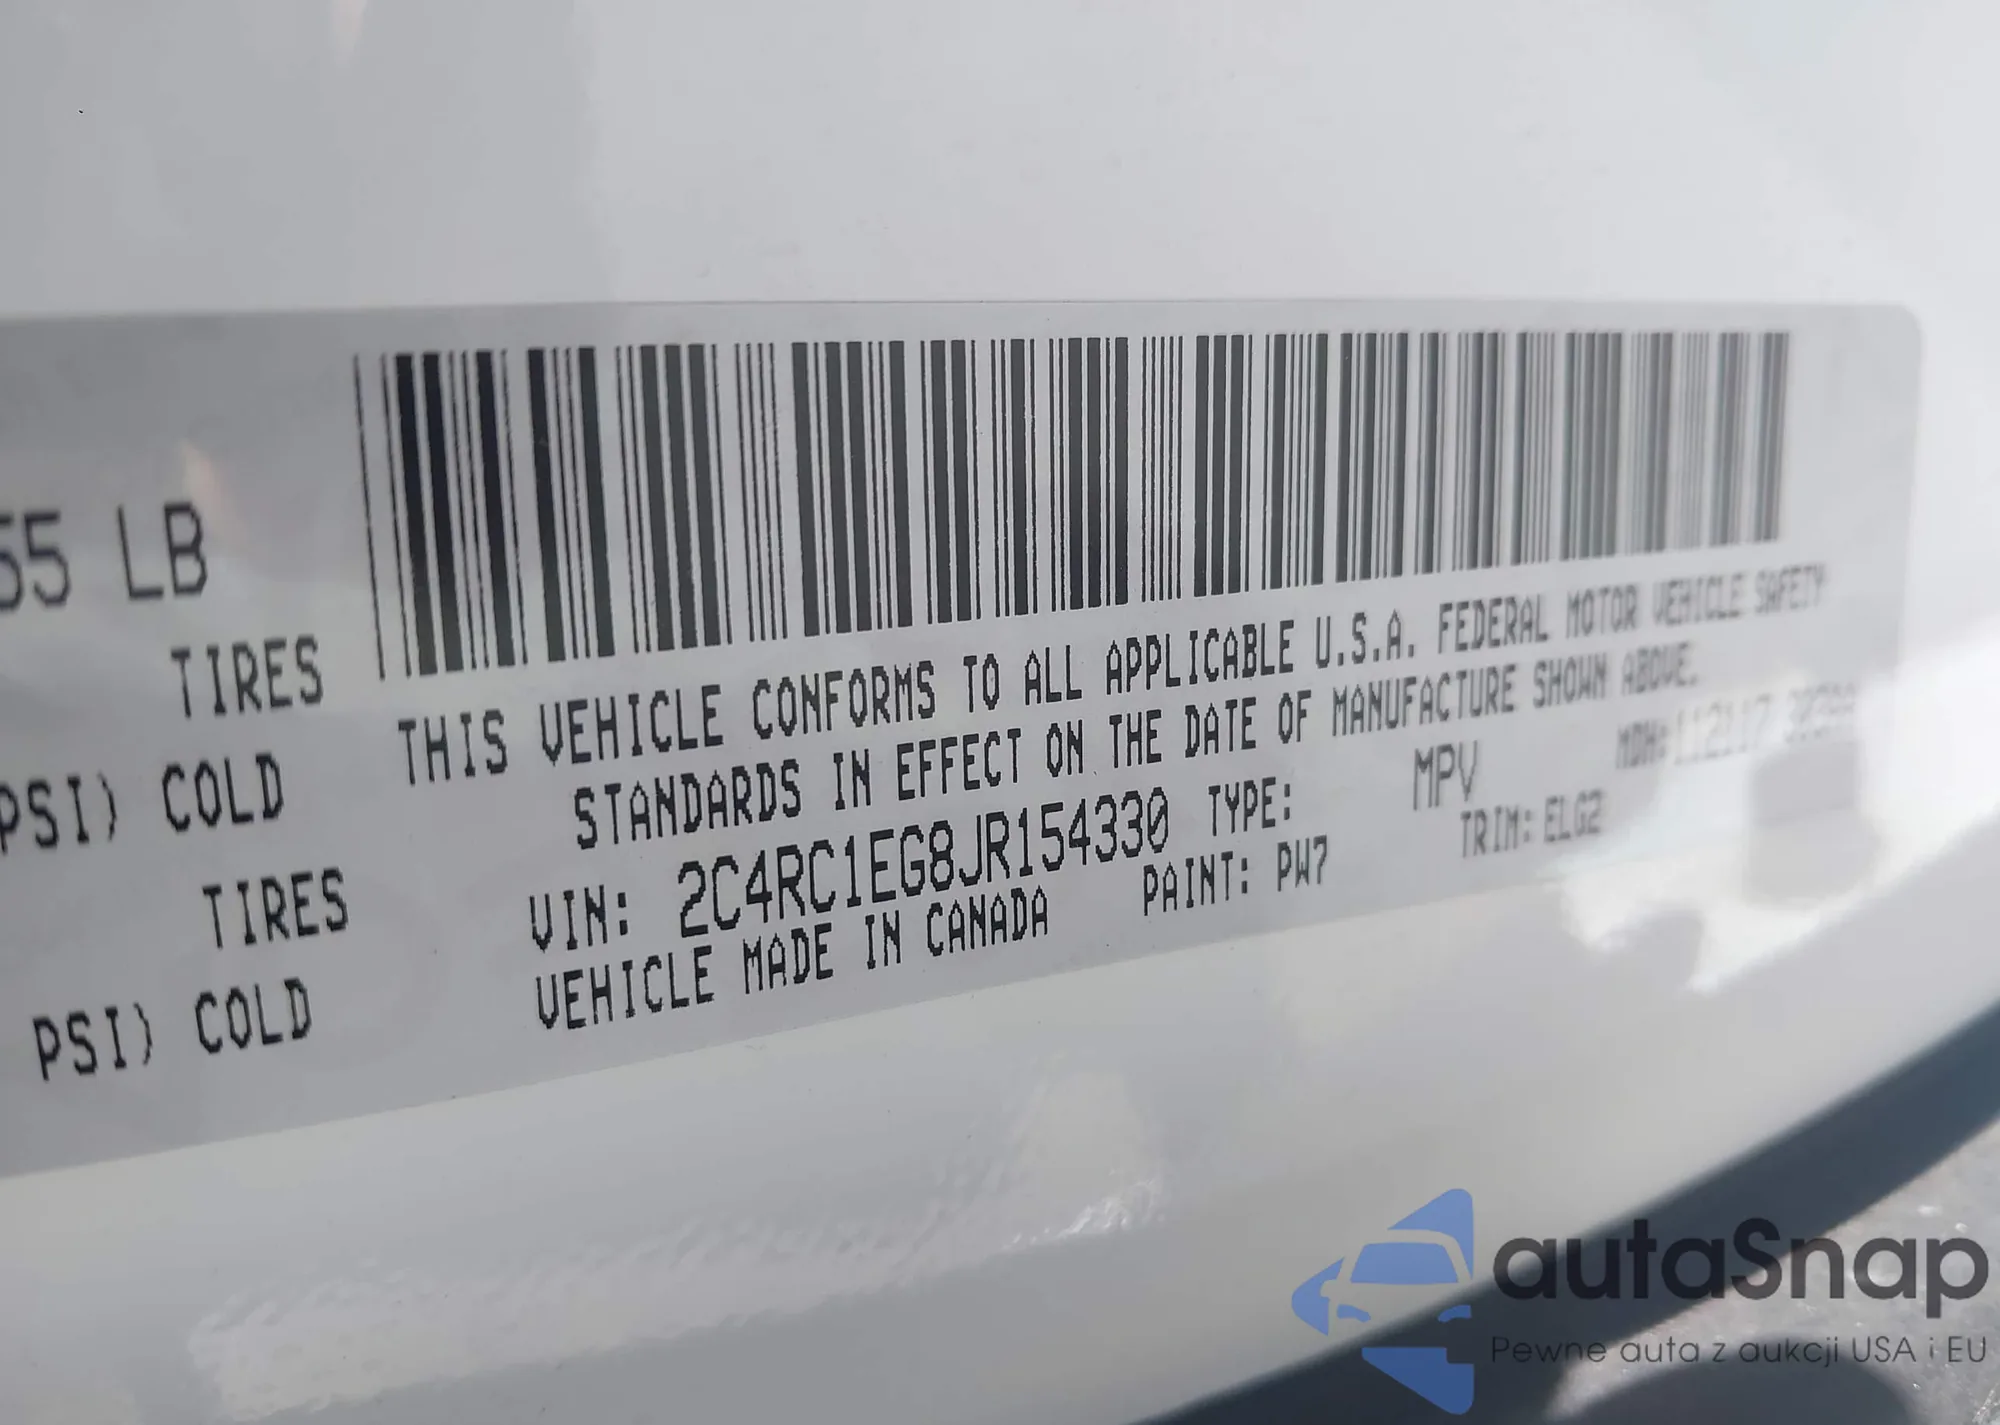 55 LB
TIRES
PSI) COLD
TIRES
PSI) COLD
THIS VEHICLE CONFORMS TO ALL APPLICABLE U.S.A. FEDERAL MOTOR VEHICLE SAFETY
STANDARDS IN EFFECT ON THE DATE OF MANUFACTURE SHOWN ABOVE.
MDH:
VIN: 2C4RC1EG8JR154330 TYPE: MPV
VEHICLE MADE IN CANADA PAINT: PW7 TRIM: ELG2
autaSnap
Pewne auta z aukcji USA i EU